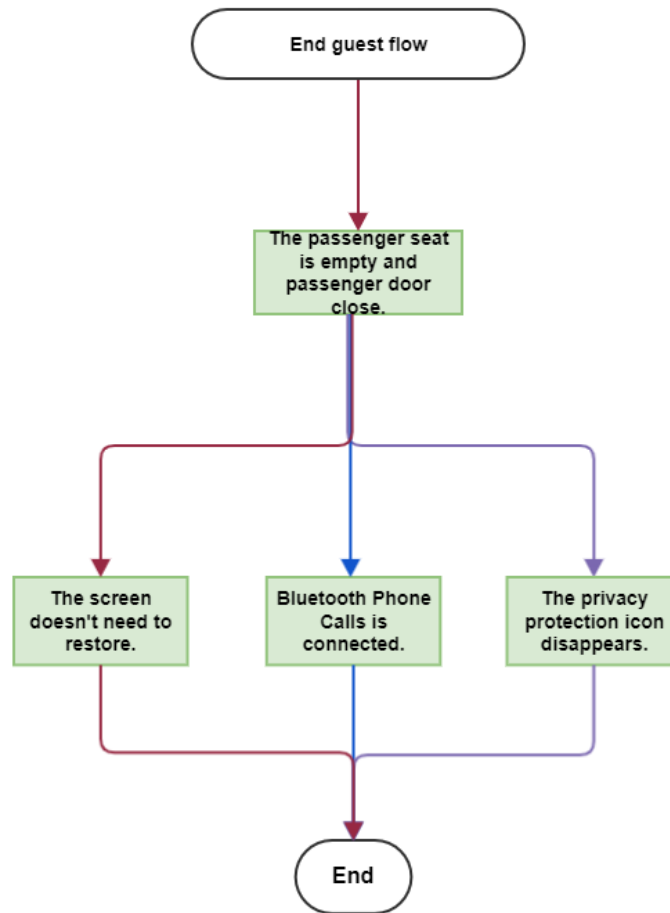 End guest flow
The passenger seat
is empty and
passenger door
close.
The screen
doesn't need to
restore.
Bluetooth Phone
Calls is
connected.
The privacy
protection icon
disappears.
End